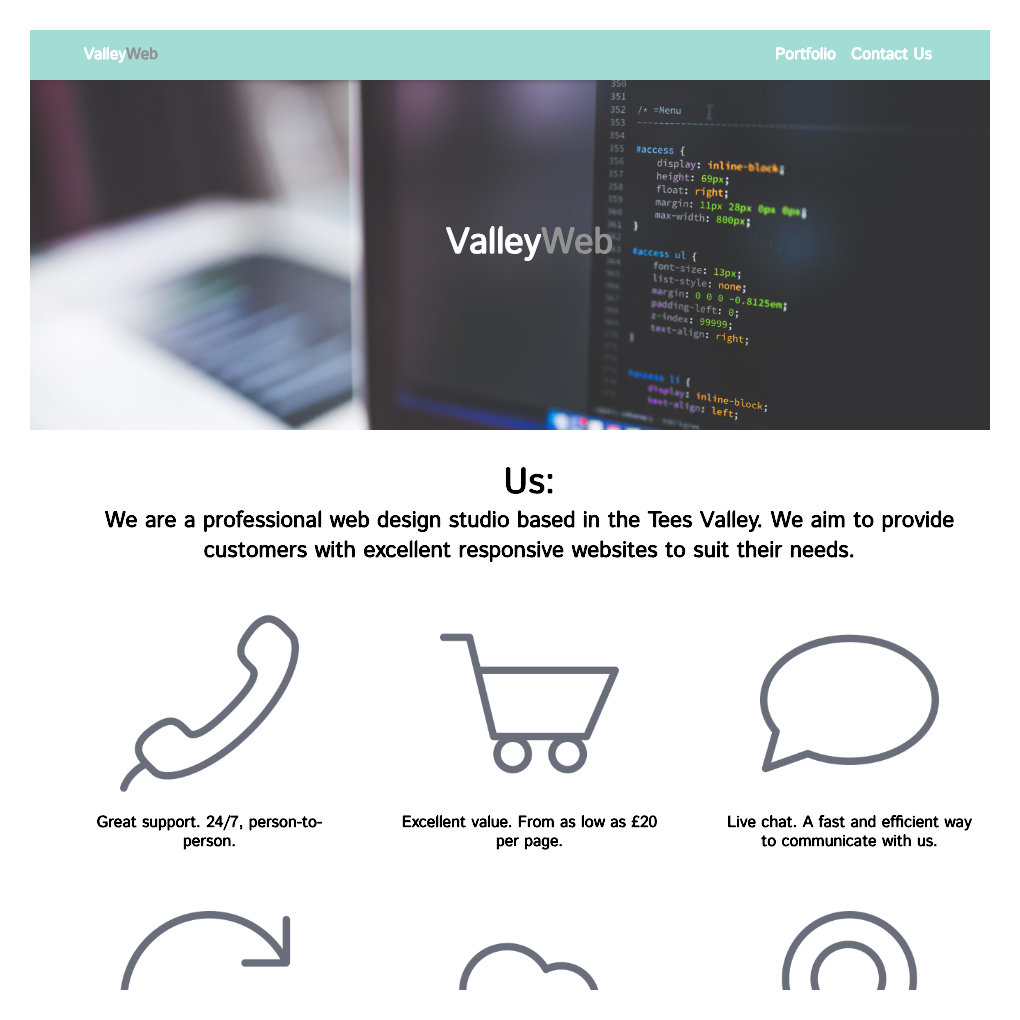 ValleyWeb
Portfolio Contact Us
351
352 /* =Menu
353
354
355 #access {
356 display: inline-block;
357 height: 69px;
358 float: right;
359 margin: 11px 28px 0px 0px;
360 max-width: 800px;
}
ValleyWeb
#access ul {
font-size: 13px;
list-style: none;
margin: 0 0 0 -0.8125em;
padding-left: 0;
z-index: 99999;
text-align: right;
}
#access li {
display: inline-block;
text-align: left;
Us:
We are a professional web design studio based in the Tees Valley. We aim to provide
customers with excellent responsive websites to suit their needs.
Great support. 24/7, person-to-
person.
Excellent value. From as low as £20
per page.
Live chat. A fast and efficient way
to communicate with us.